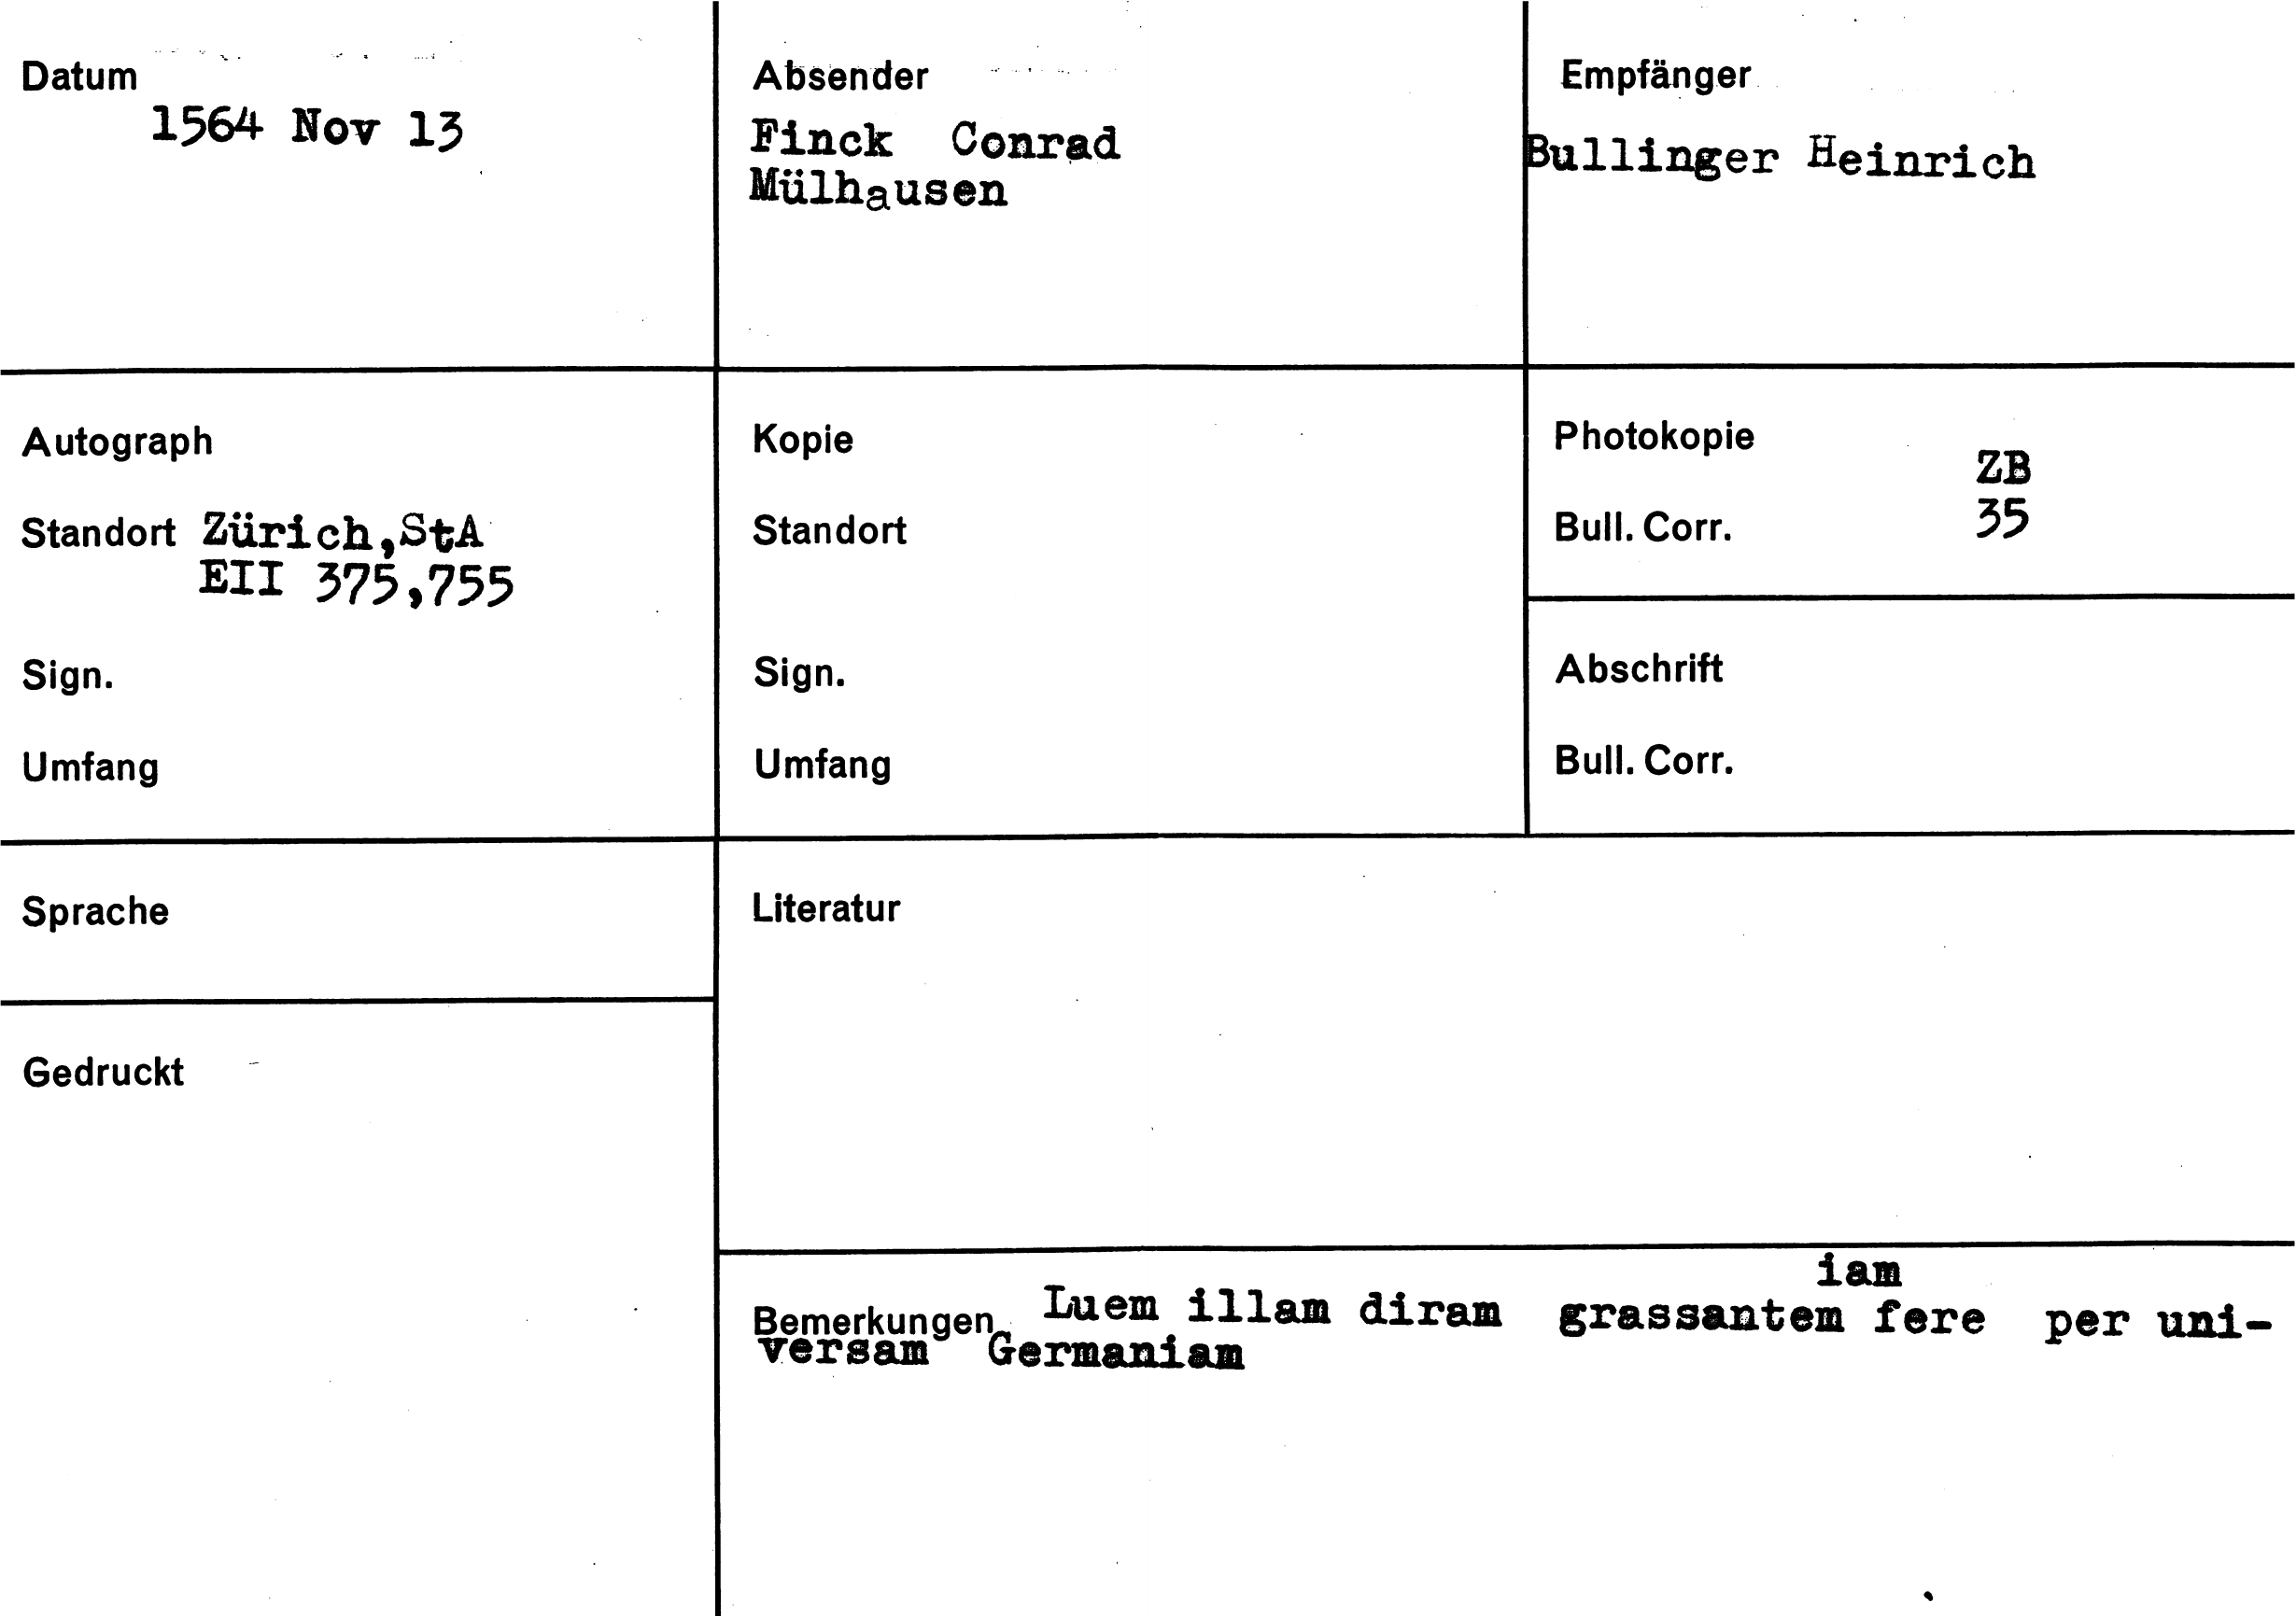 Datum
1564 Nov 13
Absender
Finck Conrad
Mülhausen
Empfänger
Bullinger Heinrich
Autograph
Standort Zürich,StA
EII 375,755
Sign.
Umfang
Kopie
Standort
Sign.
Umfang
Photokopie
ZB
Bull. Corr. 35
Abschrift
Bull. Corr.
Sprache
Gedruckt
Literatur
iam
Bemerkungen Luem illam diram grassantem fere per uni-
versam Germaniam